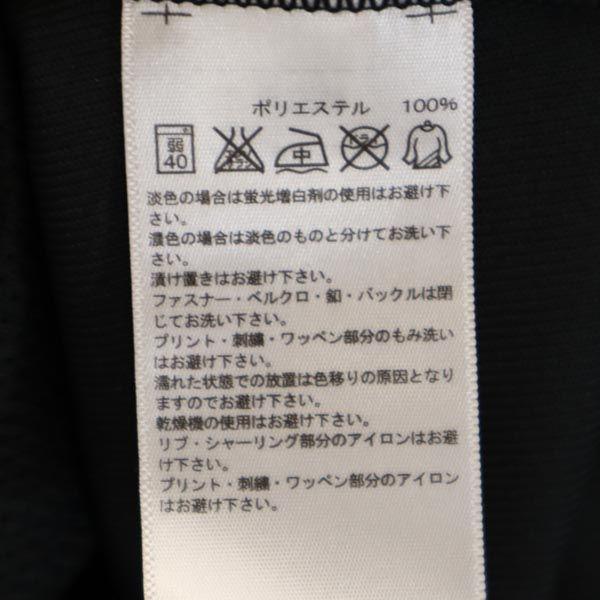 ポリエステル 100%
弱
40
エンソ
サラシ
中
ドライ
淡色の場合は蛍光増白剤の使用はお避け下
さい。
濃色の場合は淡色のものと分けてお洗い下
さい。
漬け置きはお避け下さい。
ファスナー・ベルクロ・釦・バックルは閉
じてお洗い下さい。
プリント・刺繍・ワッペン部分のもみ洗い
はお避け下さい。
濡れた状態での放置は色移りの原因となり
ますのでお避け下さい。
乾燥機の使用はお避け下さい。
リブ・シャーリング部分のアイロンはお避
け下さい。
プリント・刺繍・ワッペン部分のアイロン
はお避け下さい。